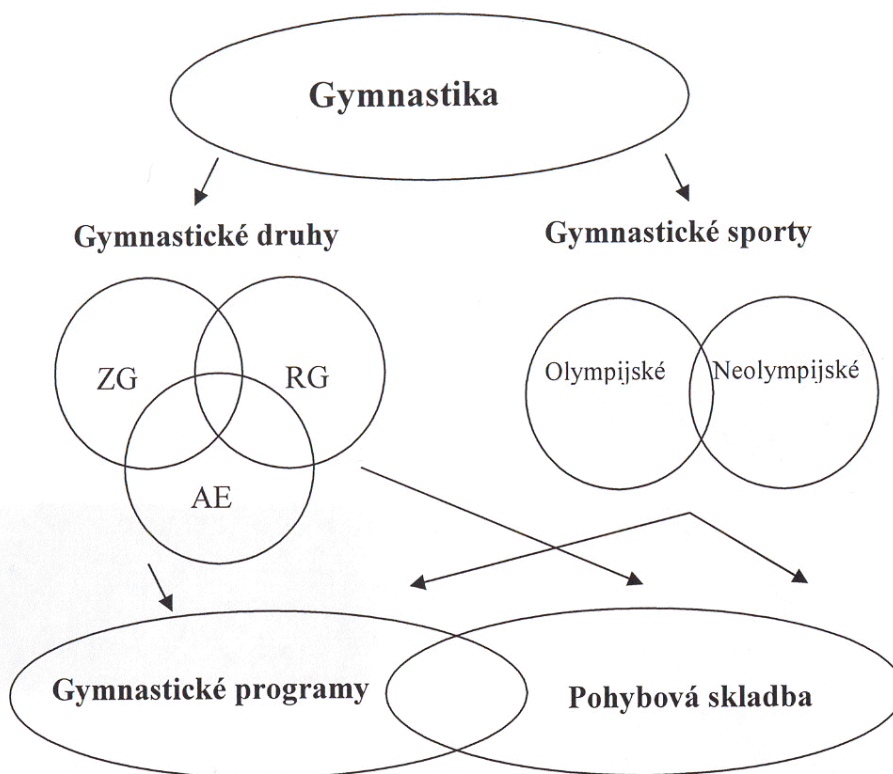 Gymnastika
Gymnastické druhy
Gymnastické sporty
ZG
RG
Olympijské
Neolympijské
AE
Gymnastické programy
Pohybová skladba